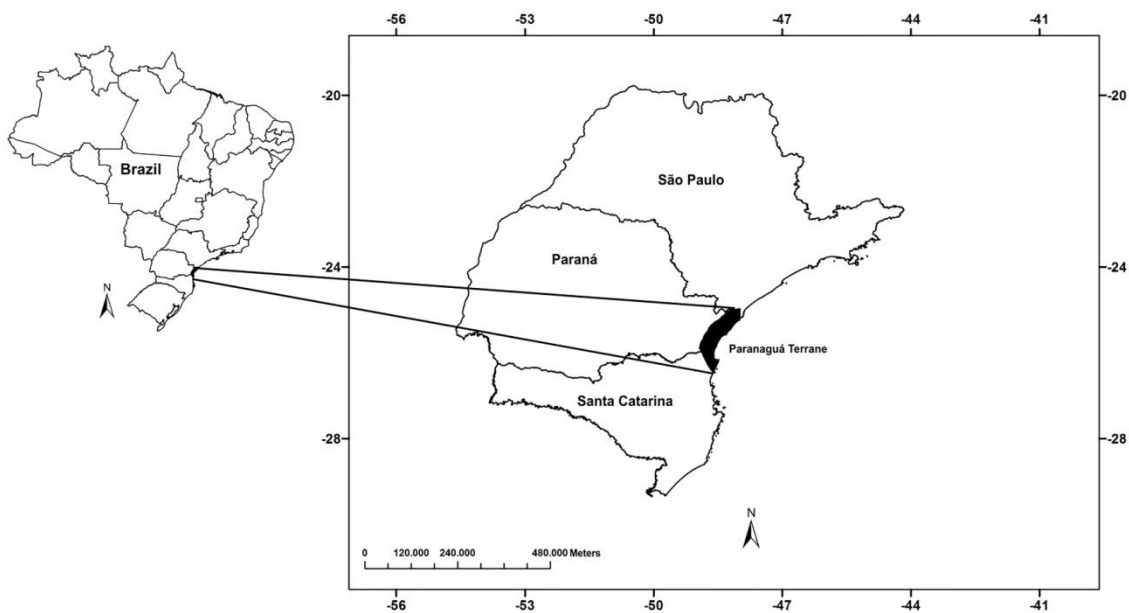 -56 -53 -50 -47 -44 -41
-20 -20
Brazil
São Paulo
Paraná
-24 -24
N
Paranaguá Terrane
Santa Catarina
-28 -28
N
0 120.000 240.000 480.000 Meters
-56 -53 -50 -47 -44 -41